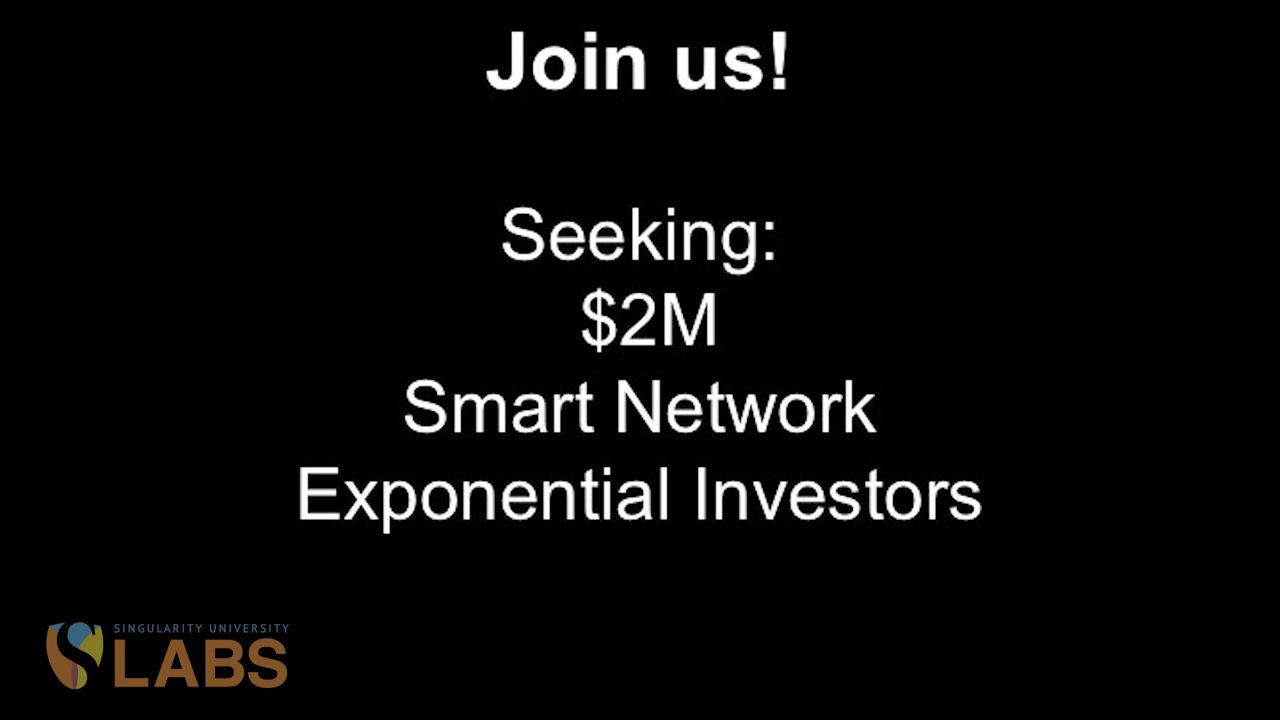 Join us!
Seeking:
$2M
Smart Network
Exponential Investors
SINGULARITY UNIVERSITY
LABS